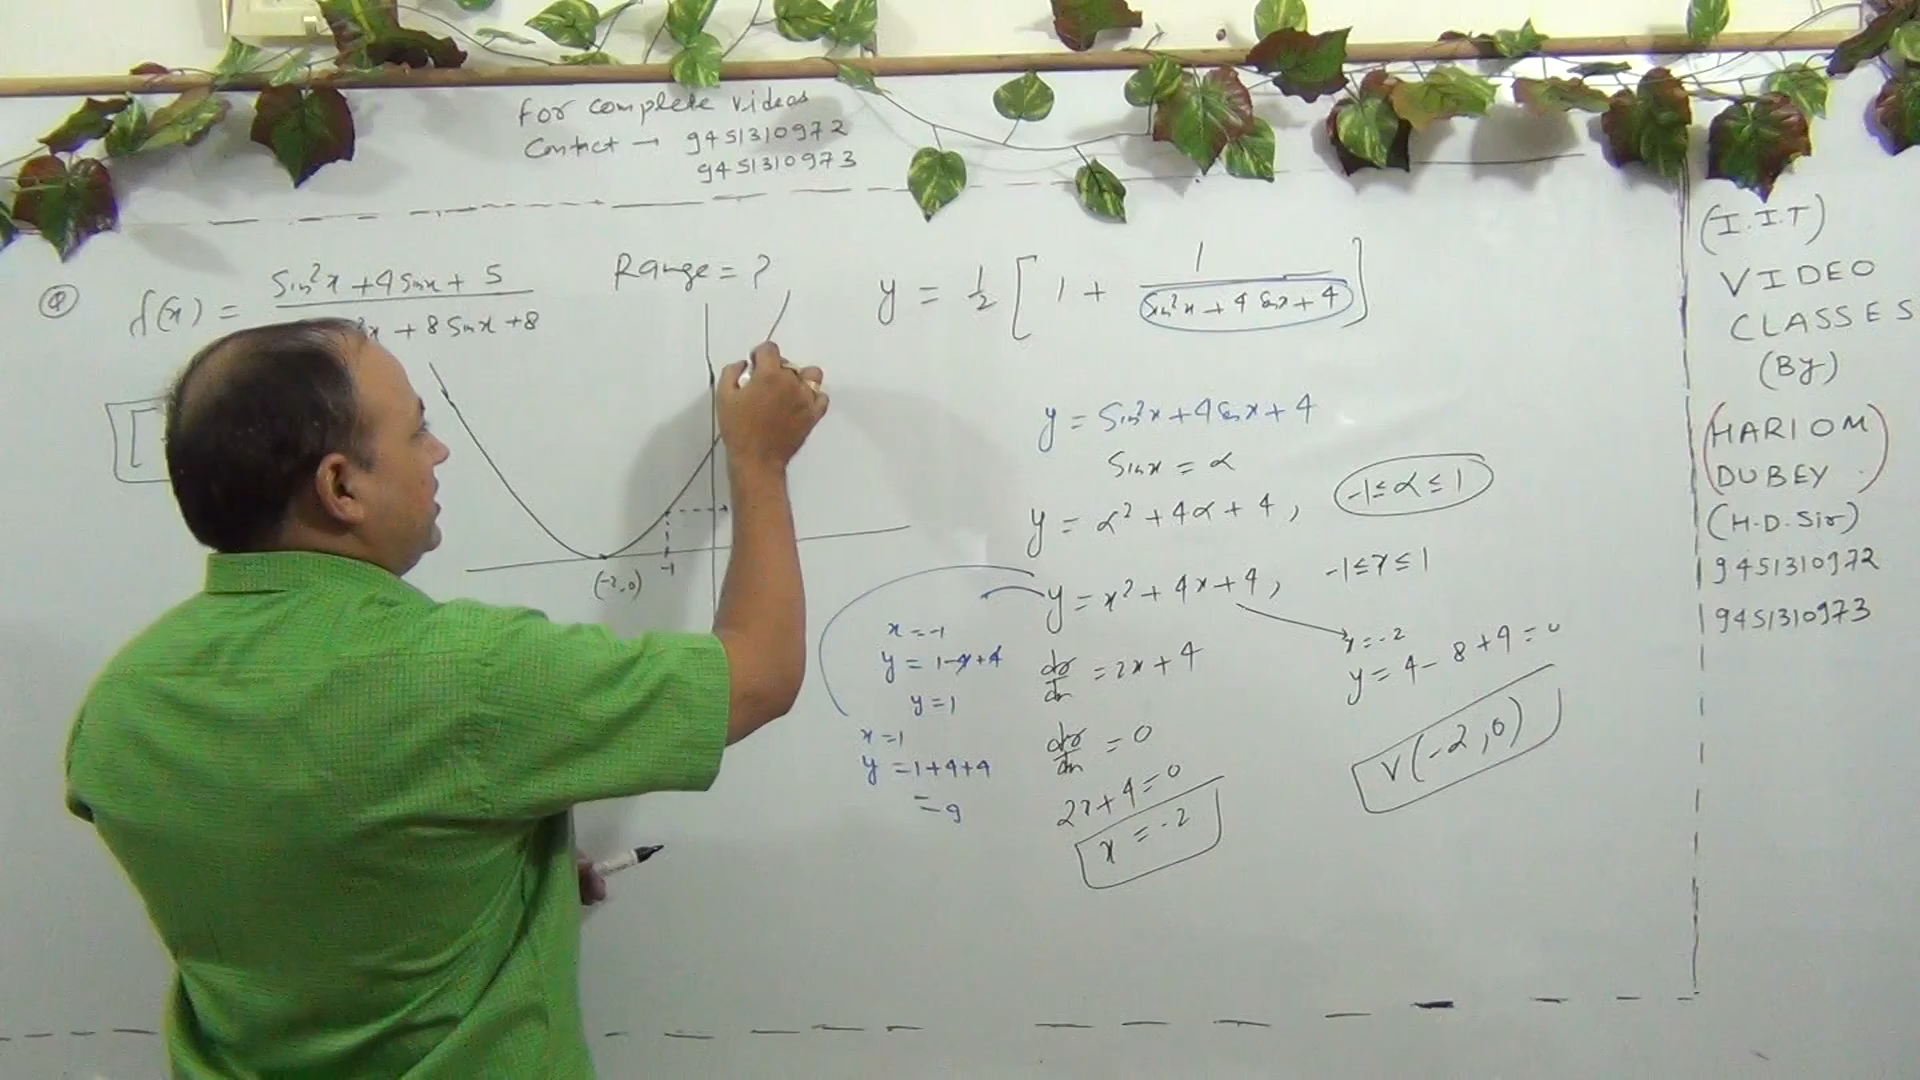 For complete videos
Contact → 9451310972
9451310973
Q f(x) = sin²x + 4 sinx + 5
x + 8 sinx + 8
Range = ?
[
(-2,0)
-1
y = 1/2 [ 1 + 1/(sin²x + 4 sinx + 4) ]
y = sin²x + 4 sinx + 4
sinx = α
y = α² + 4α + 4, -1 ≤ α ≤ 1
y = x² + 4x + 4, -1 ≤ x ≤ 1
x = -1
y = 1-4+4
y = 1
x = 1
y = 1+4+4
= 9
dy/dx = 2x + 4
dy/dx = 0
2x + 4 = 0
x = -2
x = -2
y = 4 - 8 + 4 = 0
V(-2,0)
(I.I.T)
VIDEO
CLASSES
(By)
(HARIOM
DUBEY)
(H.D. Sir)
9451310972
9451310973